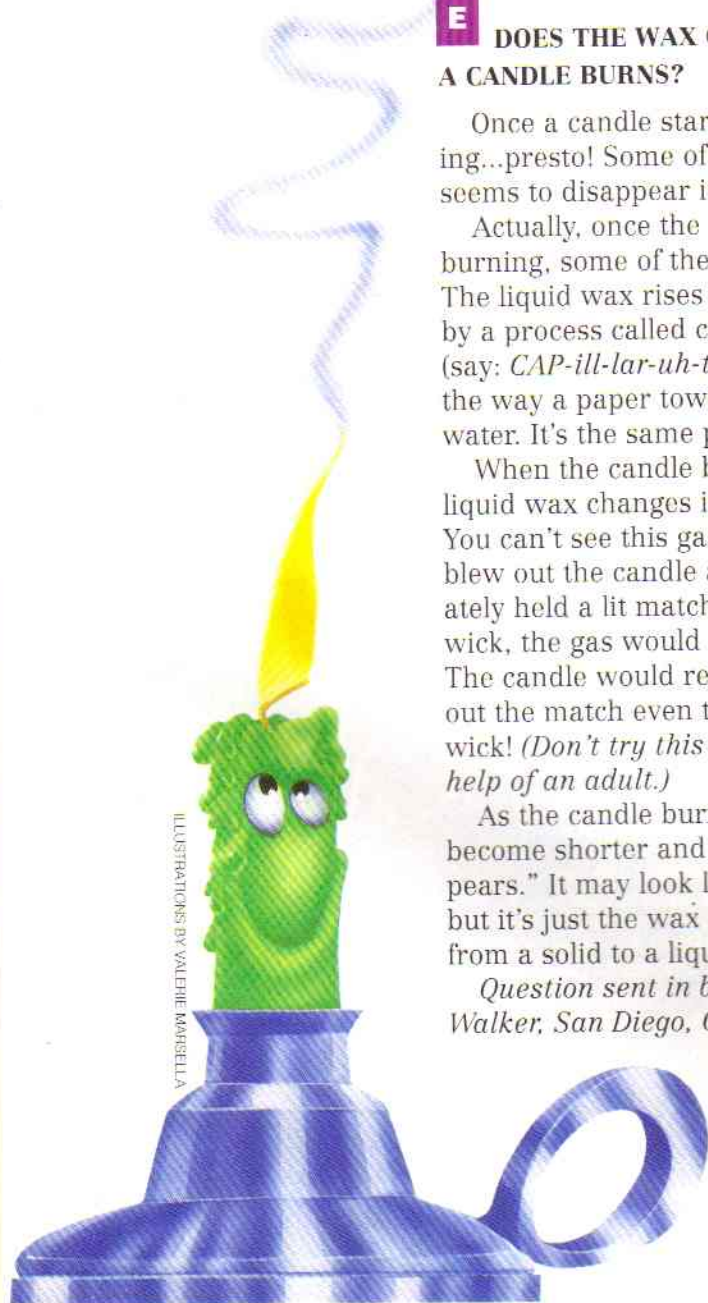 E
DOES THE WAX
A CANDLE BURNS?
Once a candle star
ing...presto! Some of
seems to disappear i
Actually, once the
burning, some of the
The liquid wax rises
by a process called c
(say: CAP-ill-lar-uh-t
the way a paper tow
water. It's the same p
When the candle b
liquid wax changes i
You can't see this ga
blew out the candle a
ately held a lit match
wick, the gas would
The candle would re
out the match even t
wick! (Don't try this
help of an adult.)
As the candle bur
become shorter and
pears." It may look l
but it's just the wax
from a solid to a liqu
Question sent in b
Walker, San Diego, C
ILLUSTRATIONS BY VALERIE MARSELLA